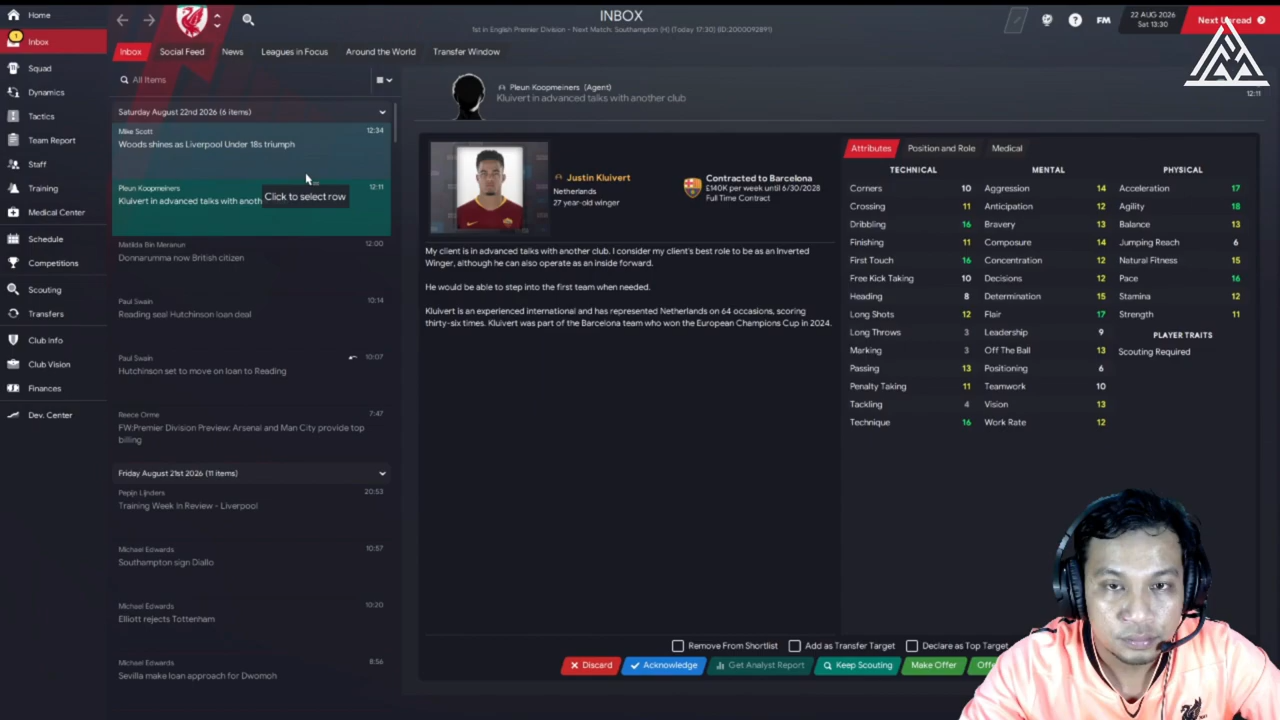 Home
INBOX
1st in English Premier Division - Next Match: Southampton (H) (Today 17:30) (ID:2000092891)
FM
22 AUG 2026
Sat 13:30
Next Unread
1
Inbox
Squad
Dynamics
Tactics
Team Report
Staff
Training
Medical Center
Schedule
Competitions
Scouting
Transfers
Club Info
Club Vision
Finances
Dev. Center
Inbox
Social Feed
News
Leagues in Focus
Around the World
Transfer Window
All Items
Saturday August 22nd 2026 (6 items)
Mike Scott
12:34
Woods shines as Liverpool Under 18s triumph
Pleun Koopmeiners
12:11
Kluivert in advanced talks with anoth
Click to select row
Matilda Bin Meranun
12:00
Donnarumma now British citizen
Paul Swain
10:14
Reading seal Hutchinson loan deal
Paul Swain
10:07
Hutchinson set to move on loan to Reading
Reece Orme
7:47
FW:Premier Division Preview: Arsenal and Man City provide top
billing
Friday August 21st 2026 (11 items)
Pepijn Lijnders
20:53
Training Week In Review - Liverpool
Michael Edwards
10:57
Southampton sign Diallo
Michael Edwards
10:20
Elliott rejects Tottenham
Michael Edwards
8:56
Sevilla make loan approach for Dwomoh
Pleun Koopmeiners (Agent)
Kluivert in advanced talks with another club
12:11
Justin Kluivert
Netherlands
27 year-old winger
Contracted to Barcelona
£140K per week until 6/30/2028
Full Time Contract
My client is in advanced talks with another club. I consider my client's best role to be as an Inverted
Winger, although he can also operate as an inside forward.
He would be able to step into the first team when needed.
Kluivert is an experienced international and has represented Netherlands on 64 occasions, scoring
thirty-six times. Kluivert was part of the Barcelona team who won the European Champions Cup in 2024.
Attributes
Position and Role
Medical
TECHNICAL
MENTAL
PHYSICAL
Corners 10 Aggression 14 Acceleration 17
Crossing 11 Anticipation 12 Agility 18
Dribbling 16 Bravery 13 Balance 13
Finishing 11 Composure 14 Jumping Reach 6
First Touch 16 Concentration 12 Natural Fitness 15
Free Kick Taking 10 Decisions 12 Pace 16
Heading 8 Determination 15 Stamina 12
Long Shots 12 Flair 17 Strength 11
Long Throws 3 Leadership 9 PLAYER TRAITS
Marking 3 Off The Ball 13 Scouting Required
Passing 13 Positioning 6
Penalty Taking 11 Teamwork 10
Tackling 4 Vision 13
Technique 16 Work Rate 12
Remove From Shortlist
Add as Transfer Target
Declare as Top Target
Discard
Acknowledge
Get Analyst Report
Keep Scouting
Make Offer